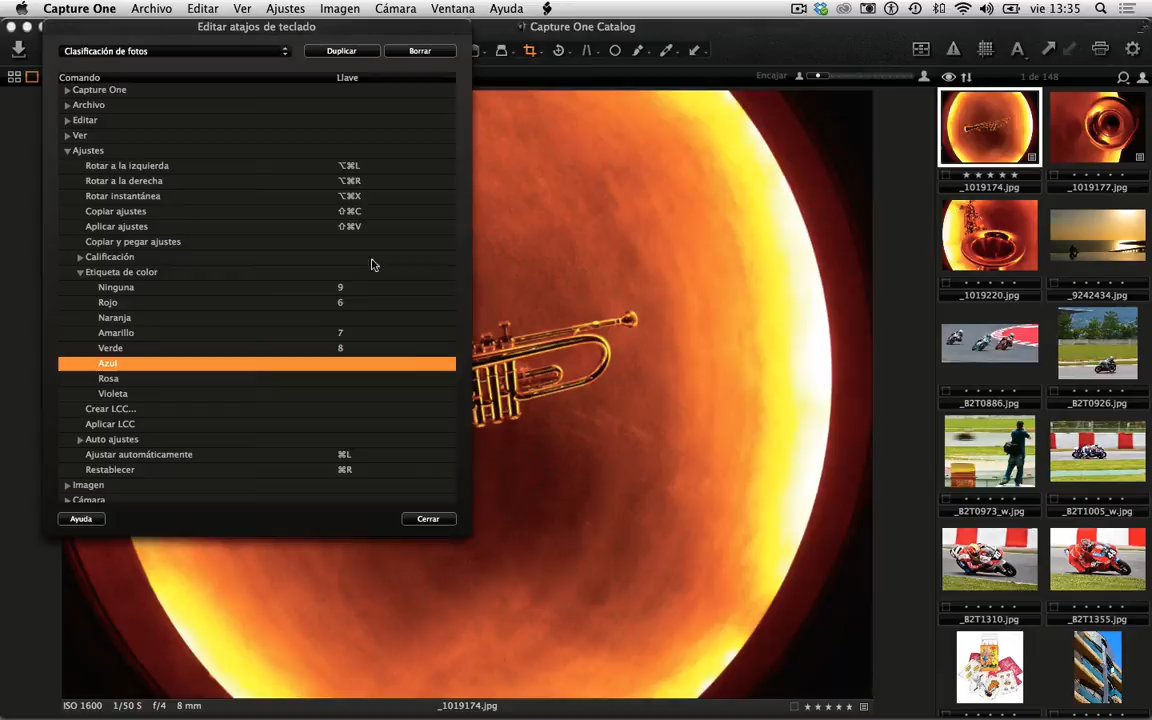 Capture One Archivo Editar Ver Ajustes Imagen Cámara Ventana Ayuda vie 13:35
Editar atajos de teclado
Capture One Catalog
Clasificación de fotos Duplicar Borrar
Encajar
1 de 148
Comando Llave
Capture One
Archivo
Editar
Ver
Ajustes
Rotar a la izquierda ⌥⌘L
Rotar a la derecha ⌥⌘R
Rotar instantánea ⌥⌘X
Copiar ajustes ⇧⌘C
Aplicar ajustes ⇧⌘V
Copiar y pegar ajustes
Calificación
Etiqueta de color
Ninguna 9
Rojo 6
Naranja
Amarillo 7
Verde 8
Azul
Rosa
Violeta
Crear LCC...
Aplicar LCC
Auto ajustes
Ajustar automáticamente ⌘L
Restablecer ⌘R
Imagen
Cámara
Ayuda Cerrar
_1019174.jpg _1019177.jpg
_1019220.jpg _9242434.jpg
_B2T0886.jpg _B2T0926.jpg
_B2T0973_w.jpg _B2T1005_w.jpg
_B2T1310.jpg _B2T1355.jpg
ISO 1600 1/50 S f/4 8 mm _1019174.jpg